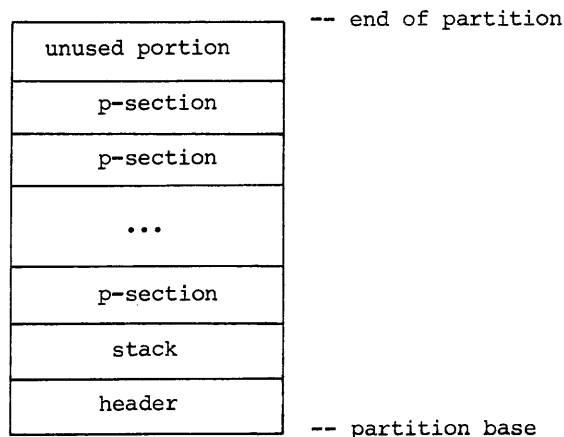 -- end of partition
unused portion
p-section
p-section
...
p-section
stack
header
-- partition base